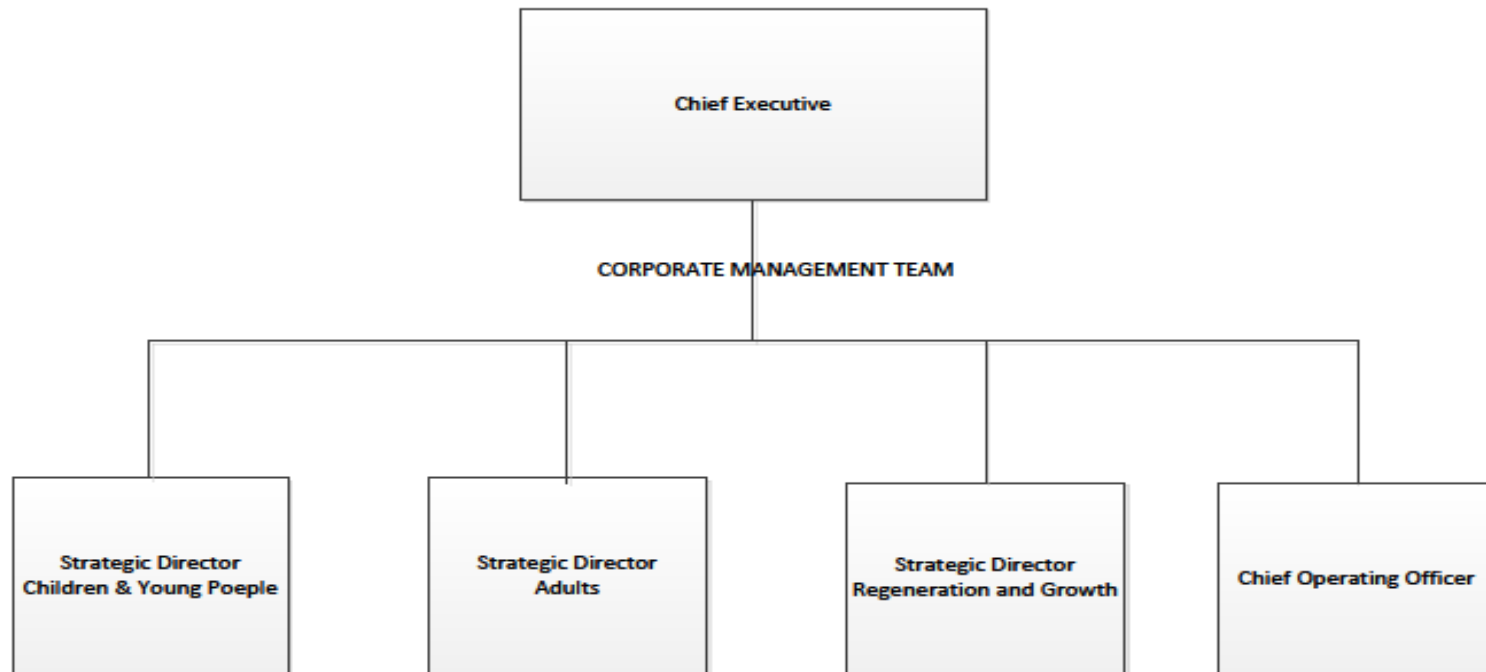 Chief Executive
CORPORATE MANAGEMENT TEAM
Strategic Director
Children & Young Poeple
Strategic Director
Adults
Strategic Director
Regeneration and Growth
Chief Operating Officer